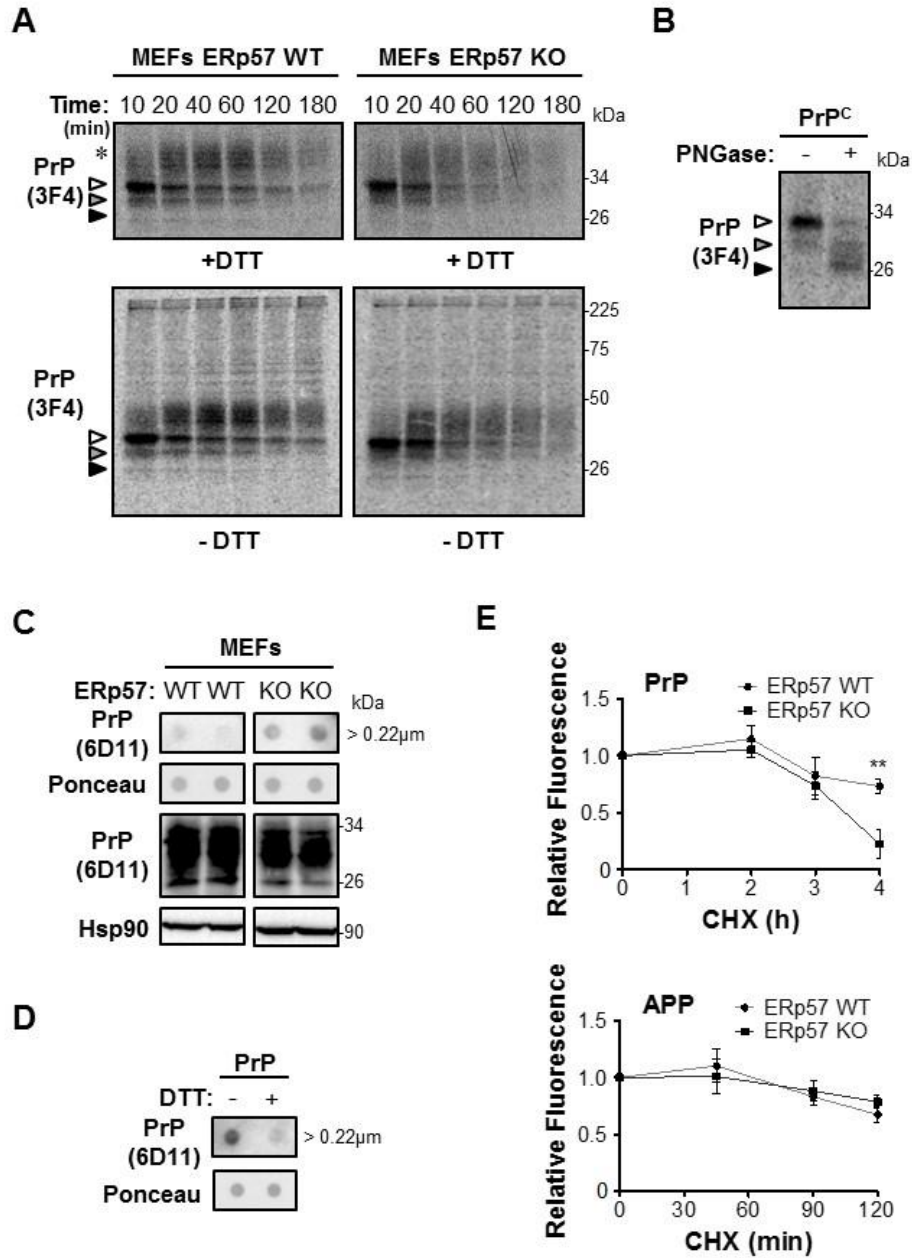 A
MEFs ERp57 WT
MEFs ERp57 KO
Time: 10 20 40 60 120 180 10 20 40 60 120 180 kDa
(min)
*
PrP
(3F4)
-34
-26
+DTT
+ DTT
PrP
(3F4)
-225
-75
-50
-26
- DTT
- DTT
B
PrPC
PNGase: - + kDa
PrP
(3F4)
-34
-26
C
MEFs
ERp57: WT WT KO KO kDa
PrP
(6D11)
> 0.22µm
Ponceau
PrP
(6D11)
-34
-26
Hsp90
-90
D
PrP
DTT: - +
PrP
(6D11)
> 0.22µm
Ponceau
E
Relative Fluorescence
PrP
ERp57 WT
ERp57 KO
1.5
1.0
0.5
0
**
0 1 2 3 4
CHX (h)
Relative Fluorescence
APP
ERp57 WT
ERp57 KO
1.5
1.0
0.5
0
0 30 60 90 120
CHX (min)